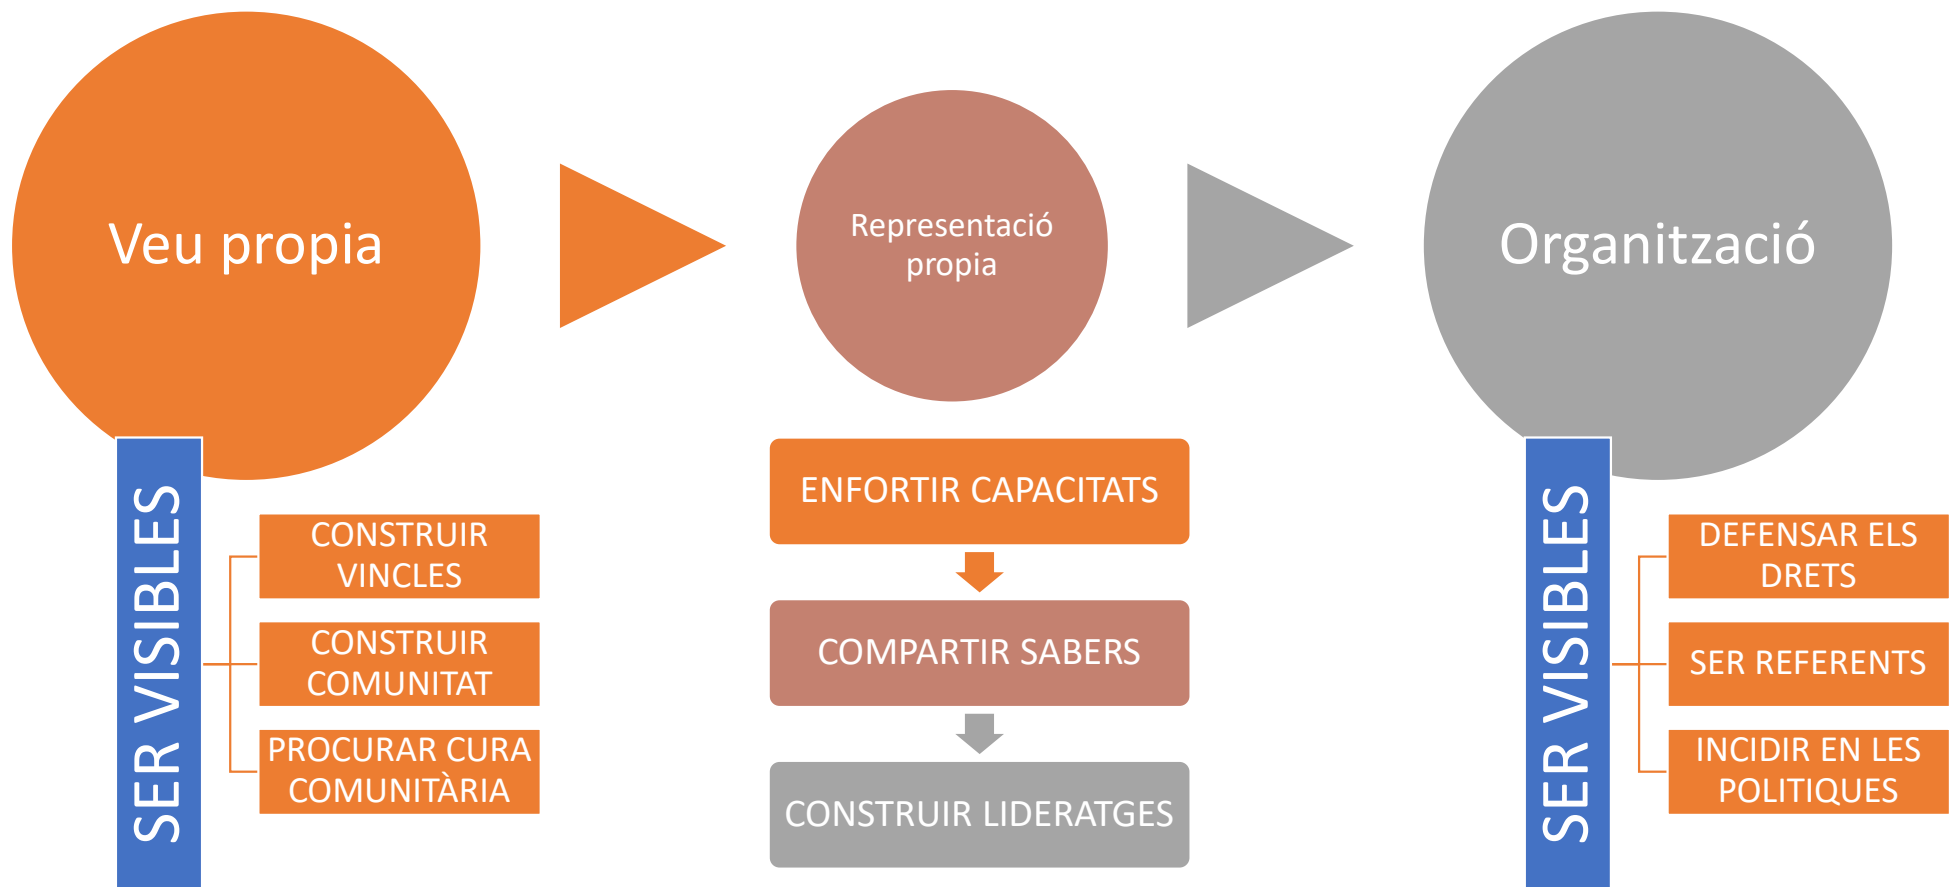 Veu propia
Representació
propia
Organització
SER VISIBLES
CONSTRUIR
VINCLES
CONSTRUIR
COMUNITAT
PROCURAR CURA
COMUNITÀRIA
ENFORTIR CAPACITATS
COMPARTIR SABERS
CONSTRUIR LIDERATGES
SER VISIBLES
DEFENSAR ELS
DRETS
SER REFERENTS
INCIDIR EN LES
POLITIQUES